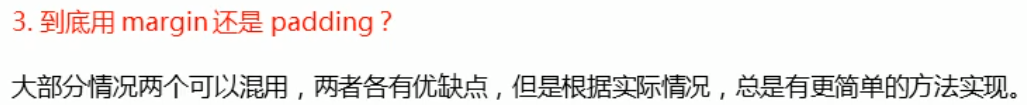 3. 到底用 margin 还是 padding？
大部分情况两个可以混用，两者各有优缺点，但是根据实际情况，总是有更简单的方法实现。